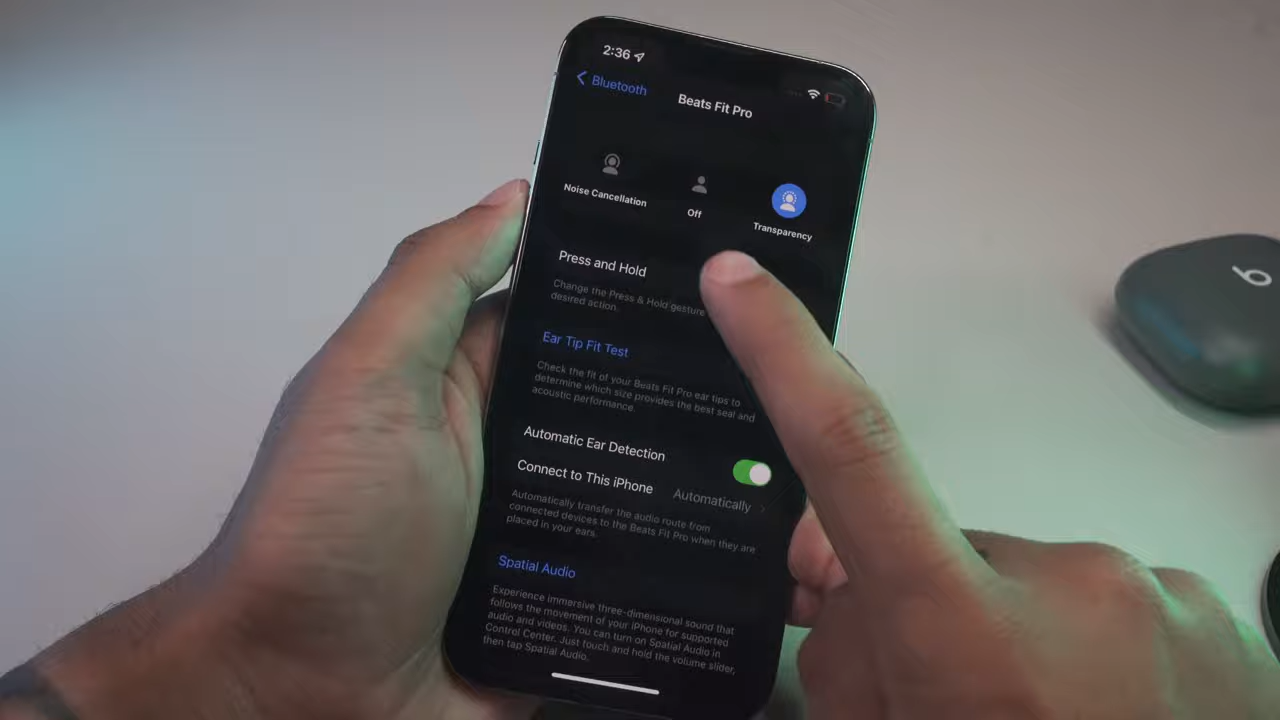 2:36
Bluetooth
Beats Fit Pro
Noise Cancellation
Off
Transparency
Press and Hold
Change the Press & Hold gesture
desired action.
Ear Tip Fit Test
Check the fit of your Beats Fit Pro ear tips to
determine which size provides the best seal and
acoustic performance.
Automatic Ear Detection
Connect to This iPhone
Automatically
Automatically transfer the audio route from
connected devices to the Beats Fit Pro when they are
placed in your ears.
Spatial Audio
Experience immersive three-dimensional sound that
follows the movement of your iPhone for supported
audio and videos. You can turn on Spatial Audio in
Control Center. Just touch and hold the volume slider,
then tap Spatial Audio.
b